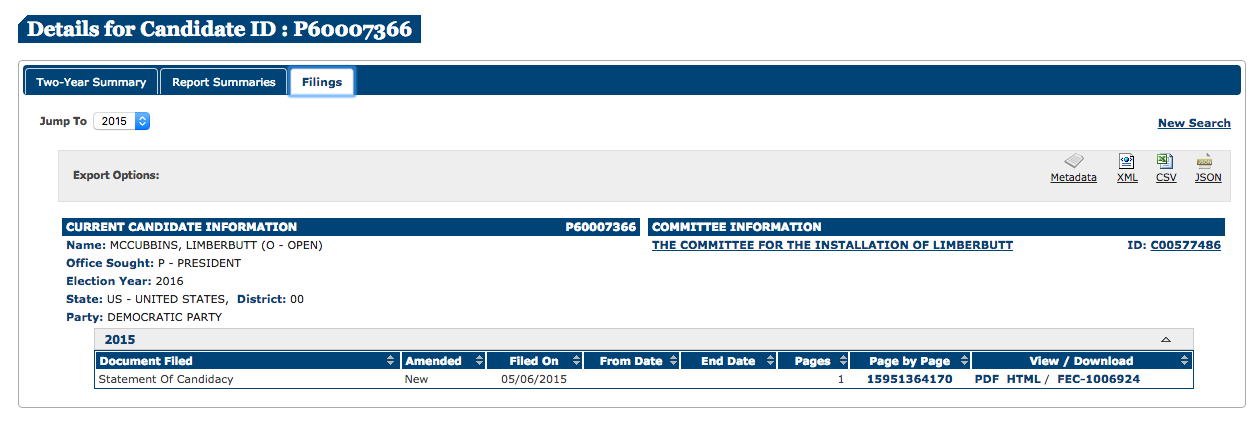 Details for Candidate ID : P60007366
Two-Year Summary Report Summaries Filings
Jump To 2015
New Search
Export Options:
Metadata XML CSV JSON
CURRENT CANDIDATE INFORMATION P60007366
Name: MCCUBBINS, LIMBERBUTT (O - OPEN)
Office Sought: P - PRESIDENT
Election Year: 2016
State: US - UNITED STATES, District: 00
Party: DEMOCRATIC PARTY
COMMITTEE INFORMATION
THE COMMITTEE FOR THE INSTALLATION OF LIMBERBUTT ID: C00577486
2015
Document Filed Amended Filed On From Date End Date Pages Page by Page View / Download
Statement Of Candidacy New 05/06/2015 1 15951364170 PDF HTML / FEC-1006924